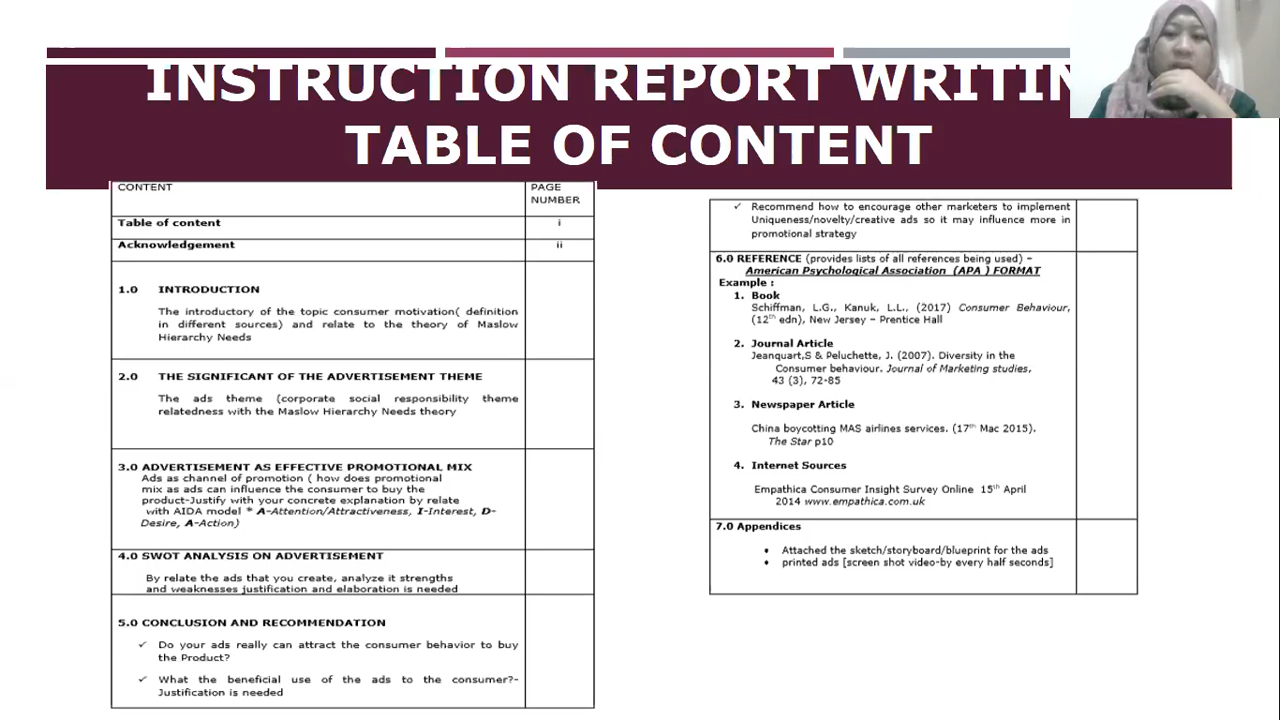 INSTRUCTION REPORT WRITIN
TABLE OF CONTENT
CONTENT PAGE
NUMBER
Table of content i
Acknowledgement ii
1.0 INTRODUCTION
The introductory of the topic consumer motivation( definition
in different sources) and relate to the theory of Maslow
Hierarchy Needs
2.0 THE SIGNIFICANT OF THE ADVERTISEMENT THEME
The ads theme (corporate social responsibility theme
relatedness with the Maslow Hierarchy Needs theory
3.0 ADVERTISEMENT AS EFFECTIVE PROMOTIONAL MIX
Ads as channel of promotion ( how does promotional
mix as ads can influence the consumer to buy the
product-Justify with your concrete explanation by relate
with AIDA model * A-Attention/Attractiveness, I-Interest, D-
Desire, A-Action)
4.0 SWOT ANALYSIS ON ADVERTISEMENT
By relate the ads that you create, analyze it strengths
and weaknesses justification and elaboration is needed
5.0 CONCLUSION AND RECOMMENDATION
✓ Do your ads really can attract the consumer behavior to buy
the Product?
✓ What the beneficial use of the ads to the consumer?-
Justification is needed
✓ Recommend how to encourage other marketers to implement
Uniqueness/novelty/creative ads so it may influence more in
promotional strategy
6.0 REFERENCE (provides lists of all references being used) –
American Psychological Association (APA ) FORMAT
Example :
1. Book
Schiffman, L.G., Kanuk, L.L., (2017) Consumer Behaviour,
(12th edn), New Jersey – Prentice Hall
2. Journal Article
Jeanquart,S & Peluchette, J. (2007). Diversity in the
Consumer behaviour. Journal of Marketing studies,
43 (3), 72-85
3. Newspaper Article
China boycotting MAS airlines services. (17th Mac 2015).
The Star p10
4. Internet Sources
Empathica Consumer Insight Survey Online 15th April
2014 www.empathica.com.uk
7.0 Appendices
• Attached the sketch/storyboard/blueprint for the ads
• printed ads [screen shot video-by every half seconds]